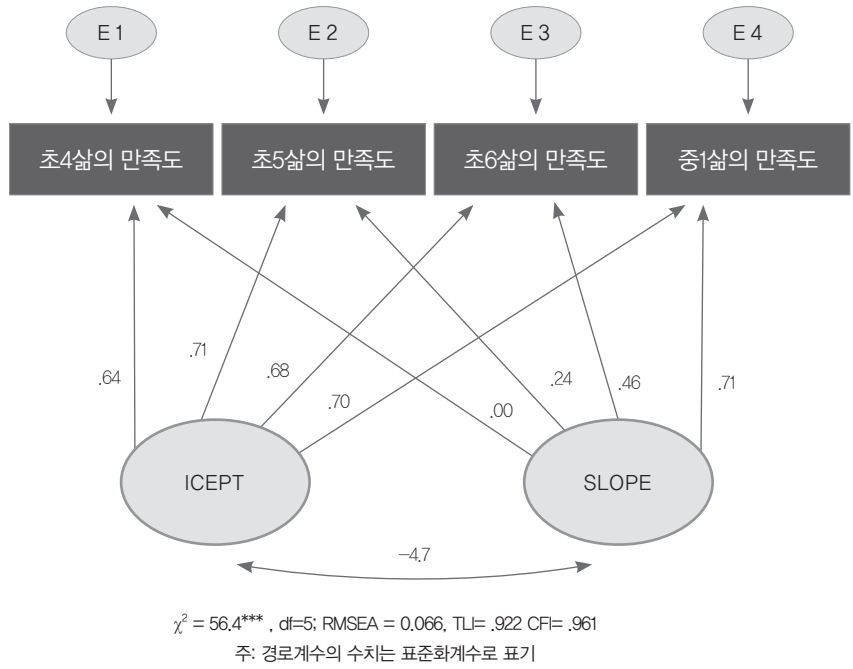 E 1 E 2 E 3 E 4
초4삶의 만족도 초5삶의 만족도 초6삶의 만족도 중1삶의 만족도
.64 .71 .68 .70 .00 .24 .46 .71
ICEPT SLOPE
−4.7
χ² = 56.4*** , df=5; RMSEA = 0.066, TLI= .922 CFI= .961
주: 경로계수의 수치는 표준화계수로 표기